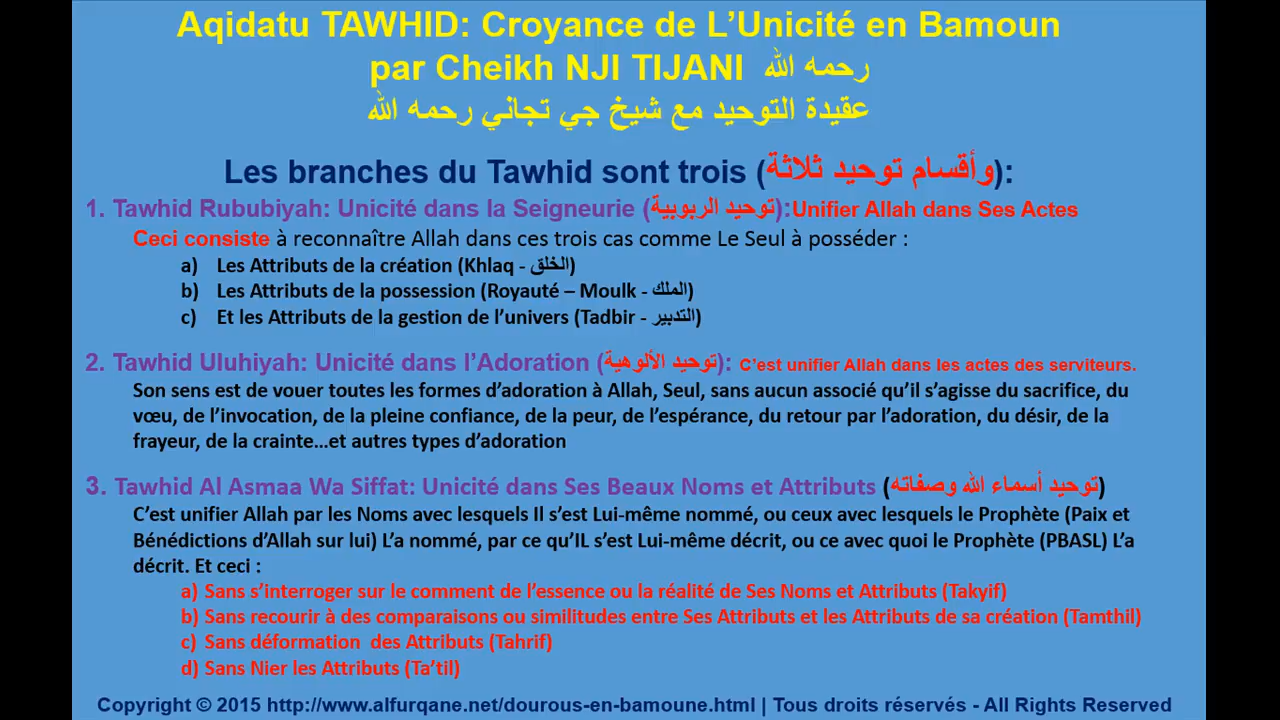 Aqidatu TAWHID: Croyance de L’Unicité en Bamoun
par Cheikh NJI TIJANI رحمه الله
عقيدة التوحيد مع شيخ جي تجاني رحمه الله
Les branches du Tawhid sont trois (وأقسام توحيد ثلاثة):
1. Tawhid Rububiyah: Unicité dans la Seigneurie (توحيد الربوبية):Unifier Allah dans Ses Actes
Ceci consiste à reconnaître Allah dans ces trois cas comme Le Seul à posséder :
a) Les Attributs de la création (Khlaq - الخلق)
b) Les Attributs de la possession (Royauté – Moulk - الملك)
c) Et les Attributs de la gestion de l’univers (Tadbir - التدبير)
2. Tawhid Uluhiyah: Unicité dans l’Adoration (توحيد الألوهية): C’est unifier Allah dans les actes des serviteurs.
Son sens est de vouer toutes les formes d’adoration à Allah, Seul, sans aucun associé qu’il s’agisse du sacrifice, du
vœu, de l’invocation, de la pleine confiance, de la peur, de l’espérance, du retour par l’adoration, du désir, de la
frayeur, de la crainte…et autres types d’adoration
3. Tawhid Al Asmaa Wa Siffat: Unicité dans Ses Beaux Noms et Attributs (توحيد أسماء الله وصفاته)
C’est unifier Allah par les Noms avec lesquels Il s’est Lui-même nommé, ou ceux avec lesquels le Prophète (Paix et
Bénédictions d’Allah sur lui) L’a nommé, par ce qu’IL s’est Lui-même décrit, ou ce avec quoi le Prophète (PBASL) L’a
décrit. Et ceci :
a) Sans s’interroger sur le comment de l’essence ou la réalité de Ses Noms et Attributs (Takyif)
b) Sans recourir à des comparaisons ou similitudes entre Ses Attributs et les Attributs de sa création (Tamthil)
c) Sans déformation des Attributs (Tahrif)
d) Sans Nier les Attributs (Ta’til)
Copyright © 2015 http://www.alfurqane.net/dourous-en-bamoune.html | Tous droits réservés - All Rights Reserved